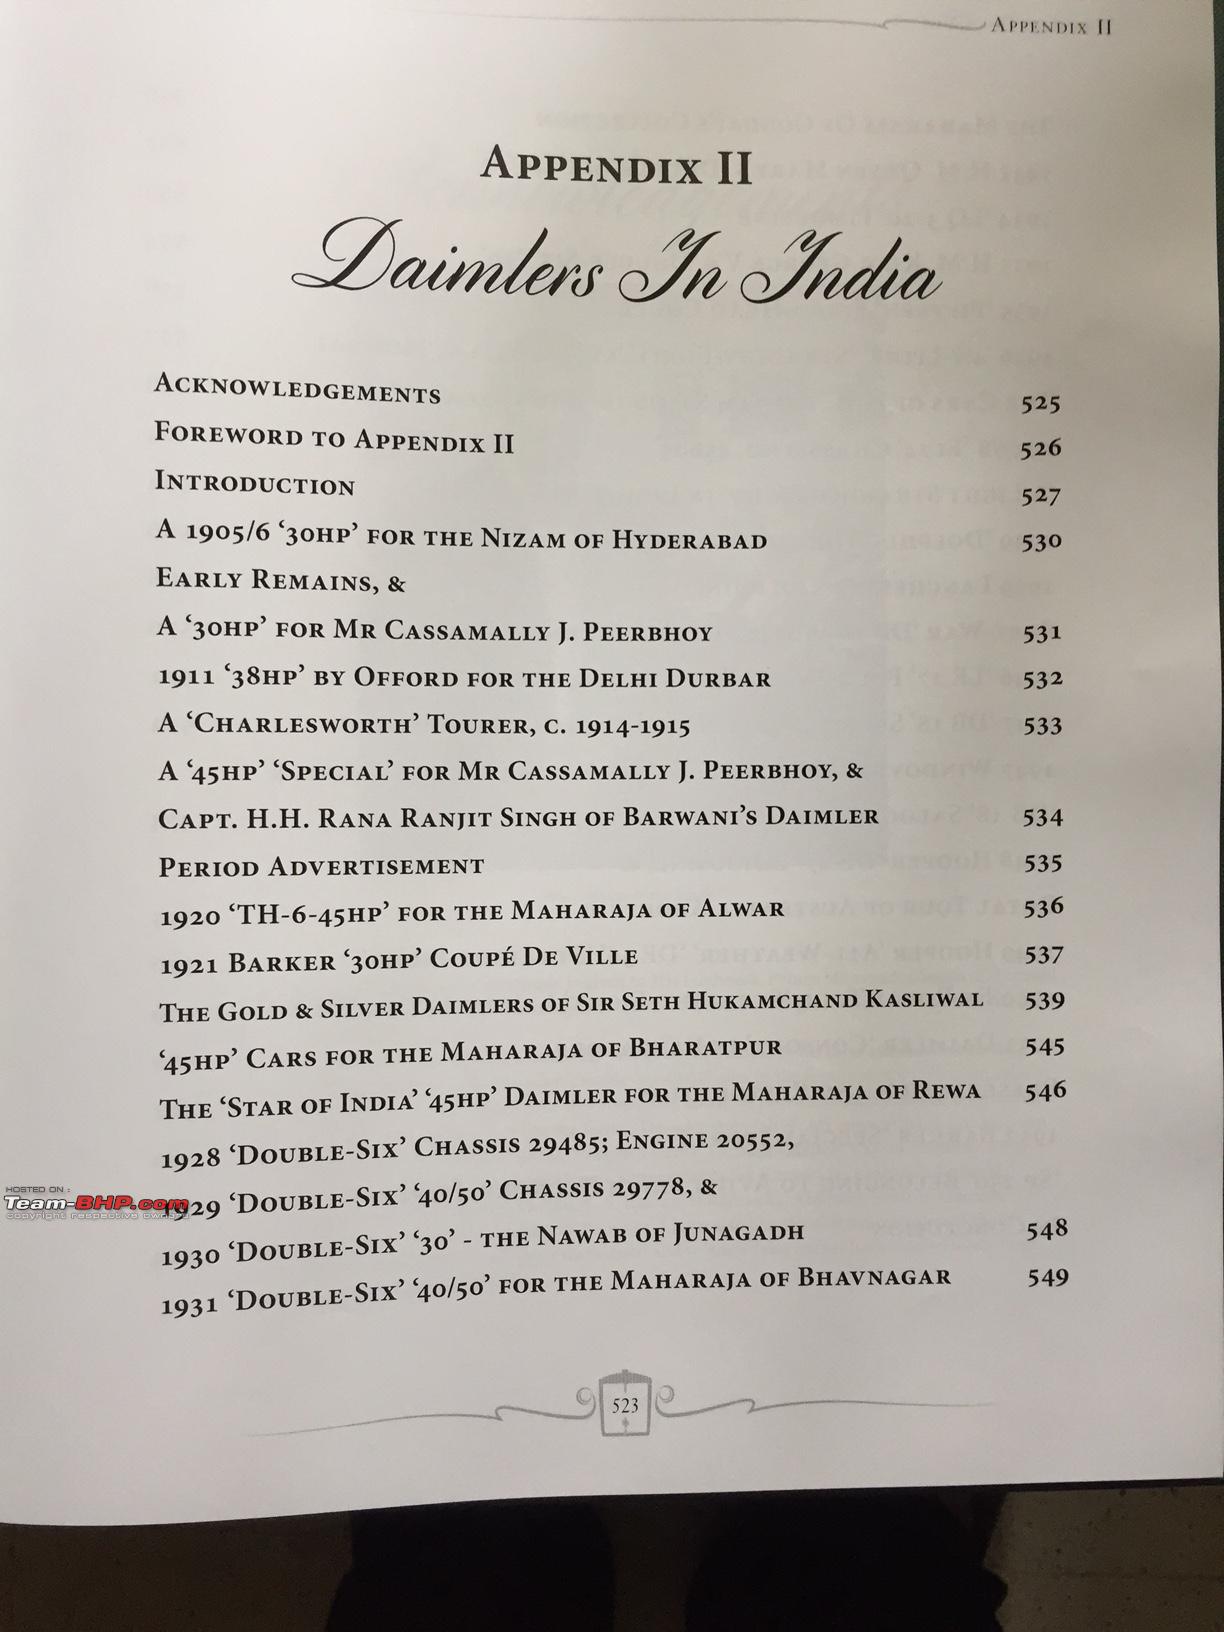 Appendix II
Appendix II
Daimlers In India
Acknowledgements 525
Foreword to Appendix II 526
Introduction 527
A 1905/6 ‘30hp’ for the Nizam of Hyderabad 530
Early Remains, &
A ‘30hp’ for Mr Cassamally J. Peerbhoy 531
1911 ‘38hp’ by Offord for the Delhi Durbar 532
A ‘Charlesworth’ Tourer, c. 1914-1915 533
A ‘45hp’ ‘Special’ for Mr Cassamally J. Peerbhoy, &
Capt. H.H. Rana Ranjit Singh of Barwani’s Daimler 534
Period Advertisement 535
1920 ‘TH-6-45hp’ for the Maharaja of Alwar 536
1921 Barker ‘30hp’ Coupé De Ville 537
The Gold & Silver Daimlers of Sir Seth Hukamchand Kasliwal 539
‘45hp’ Cars for the Maharaja of Bharatpur 545
The ‘Star of India’ ‘45hp’ Daimler for the Maharaja of Rewa 546
1928 ‘Double-Six’ Chassis 29485; Engine 20552,
1929 ‘Double-Six’ ‘40/50’ Chassis 29778, &
1930 ‘Double-Six’ ‘30’ - the Nawab of Junagadh 548
1931 ‘Double-Six’ ‘40/50’ for the Maharaja of Bhavnagar 549
523
HOSTED ON :
Team-BHP.com
copyright respective owners